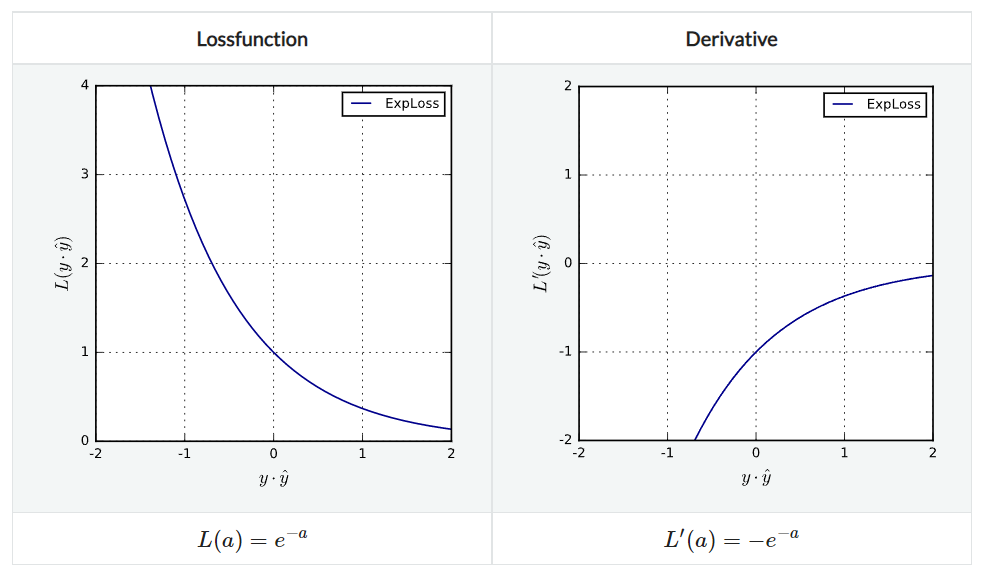 Lossfunction
Derivative
4
3
2
1
0
-2
-1
0
1
2
L(y · ŷ)
y · ŷ
ExpLoss
2
1
0
-1
-2
-2
-1
0
1
2
L′(y · ŷ)
y · ŷ
ExpLoss
L(a) = e^{-a}
L′(a) = −e^{-a}